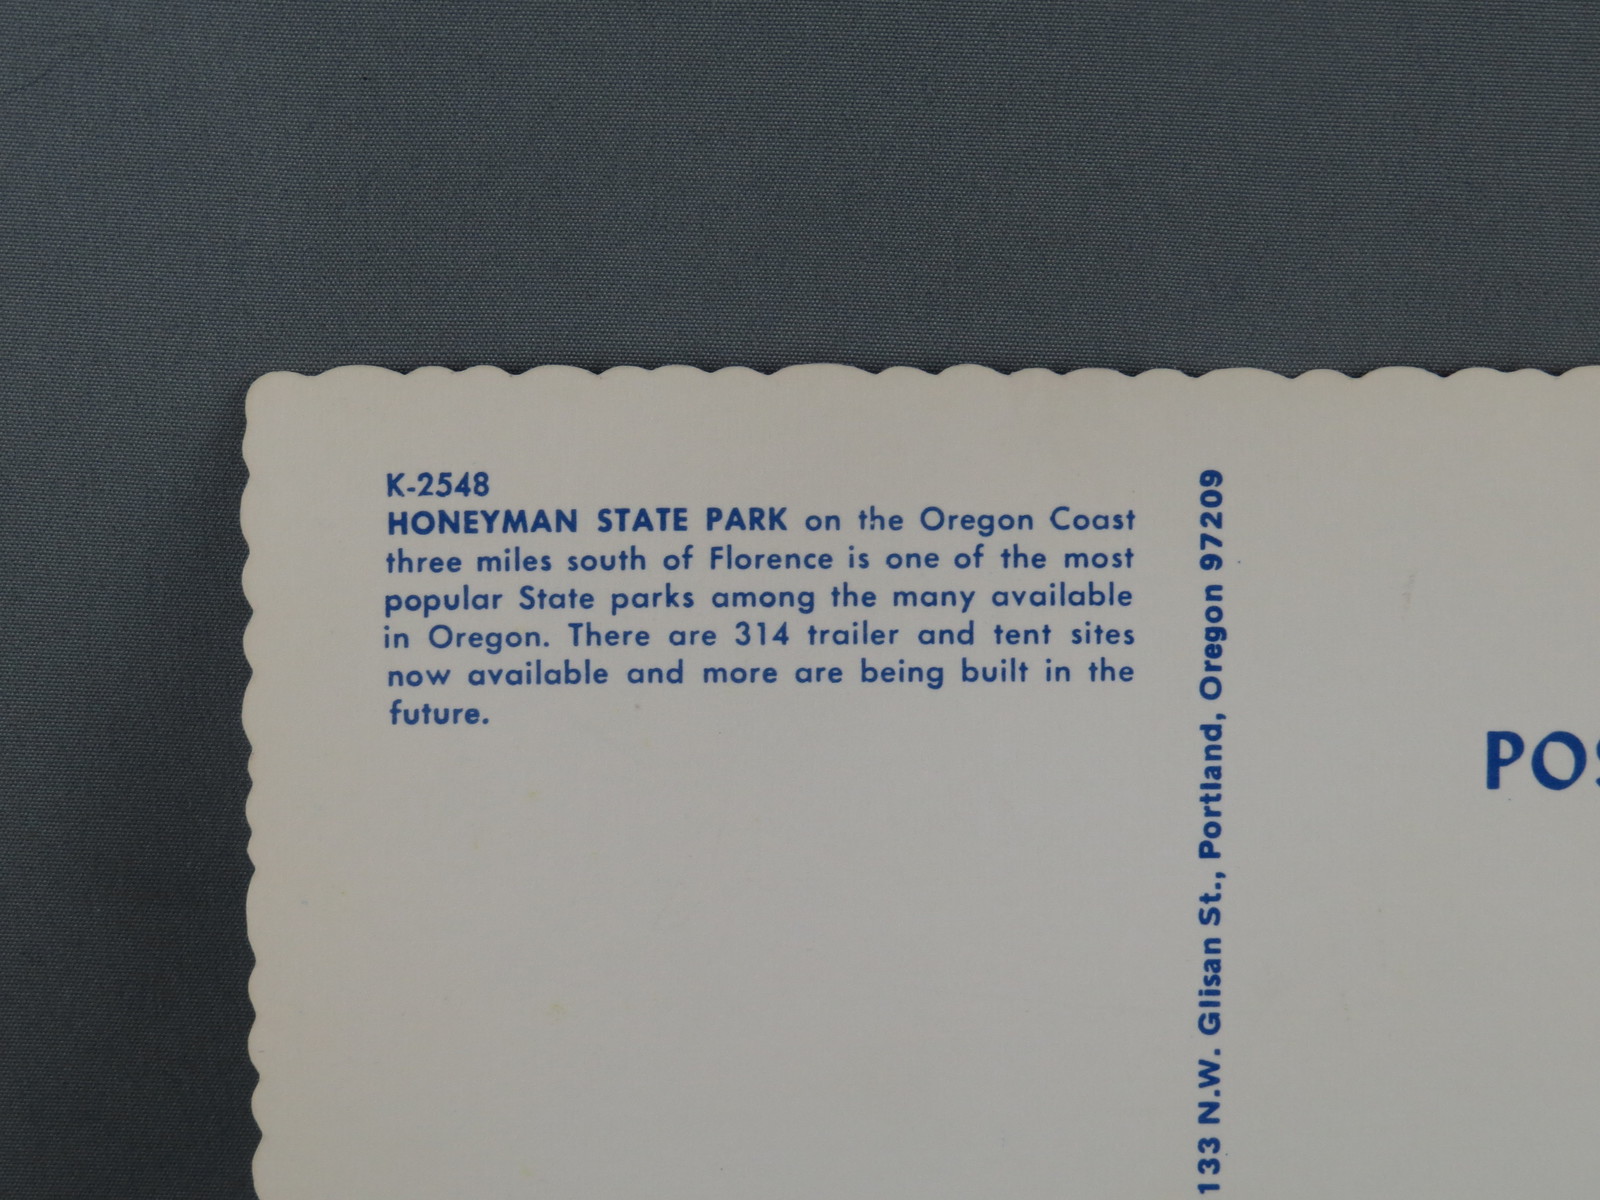 K-2548
HONEYMAN STATE PARK on the Oregon Coast
three miles south of Florence is one of the most
popular State parks among the many available
in Oregon. There are 314 trailer and tent sites
now available and more are being built in the
future.
133 N.W. Glisan St., Portland, Oregon 97209
POS